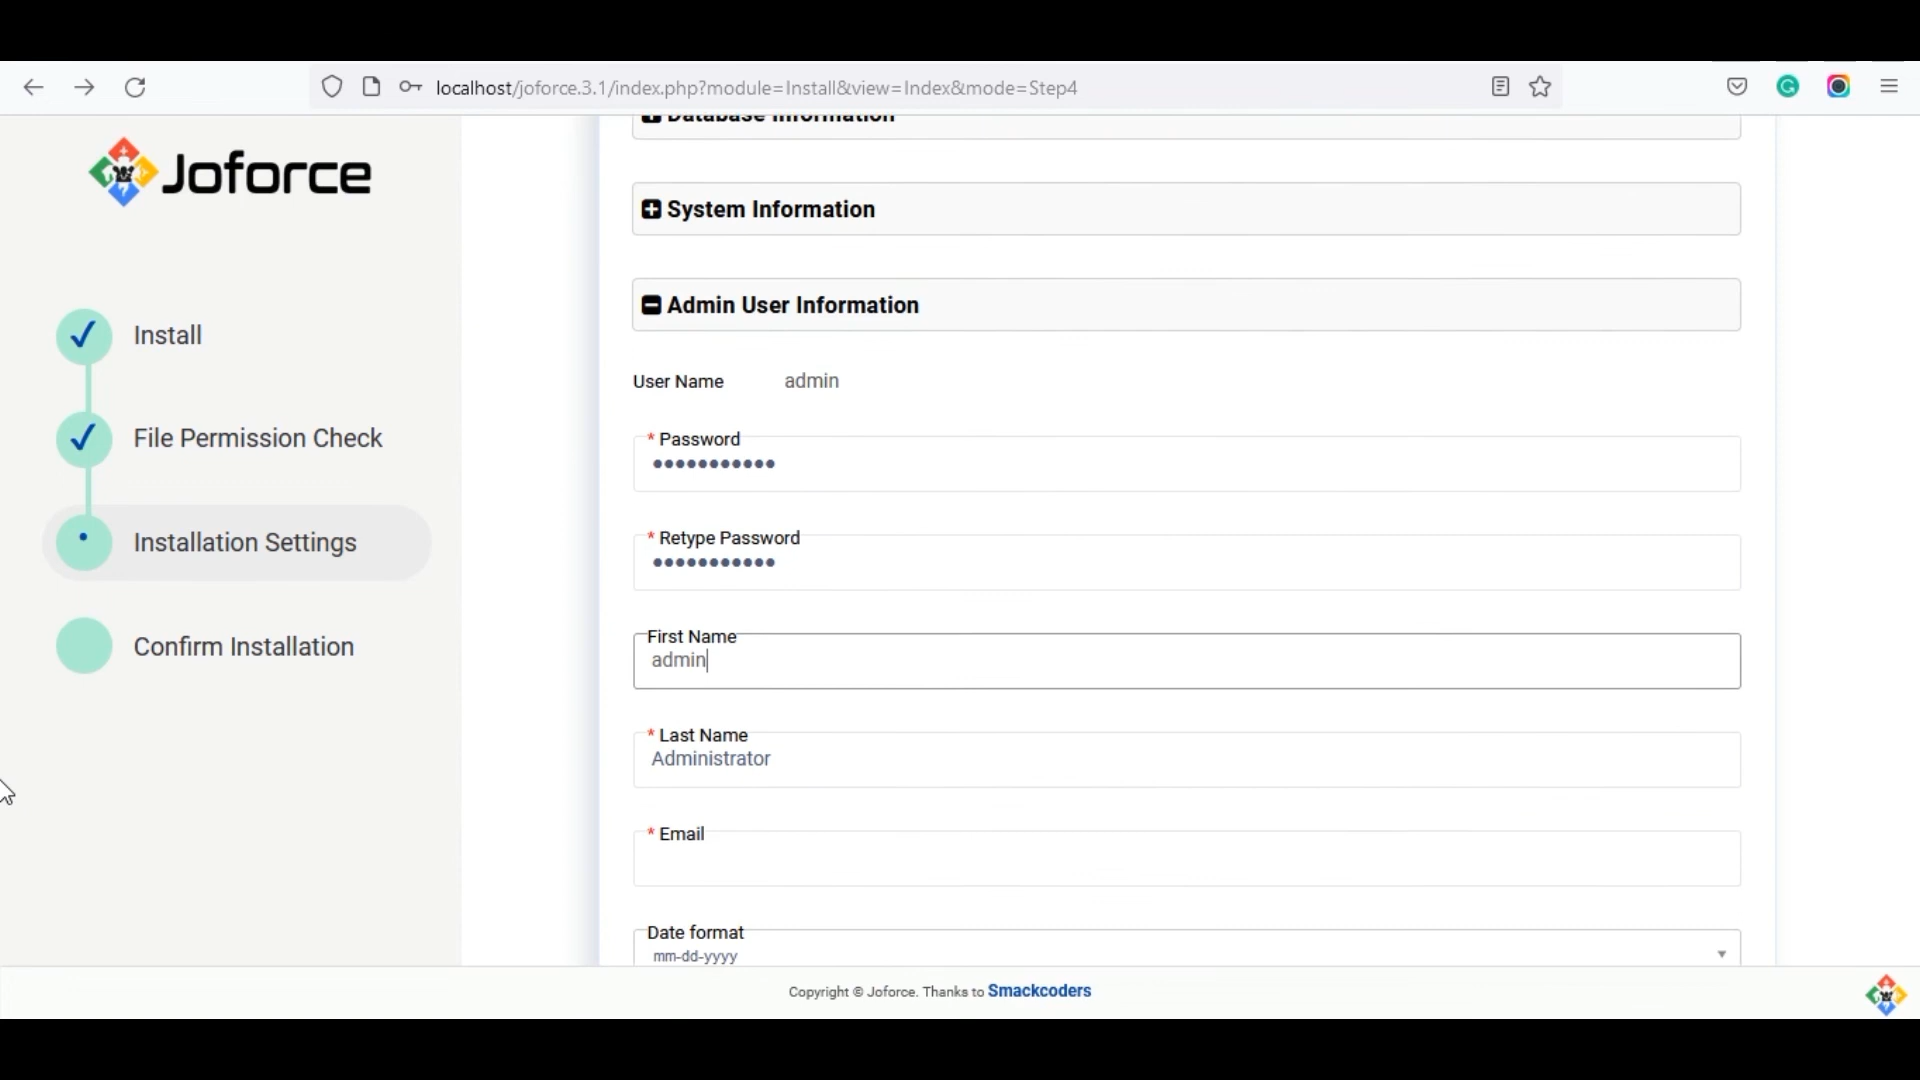 localhost/joforce.3.1/index.php?module=Install&view=Index&mode=Step4
Joforce
Install
File Permission Check
Installation Settings
Confirm Installation
Database Information
System Information
Admin User Information
User Name admin
* Password
•••••••••••
* Retype Password
•••••••••••
First Name
admin
* Last Name
Administrator
* Email
Date format
mm-dd-yyyy
Copyright © Joforce. Thanks to Smackcoders